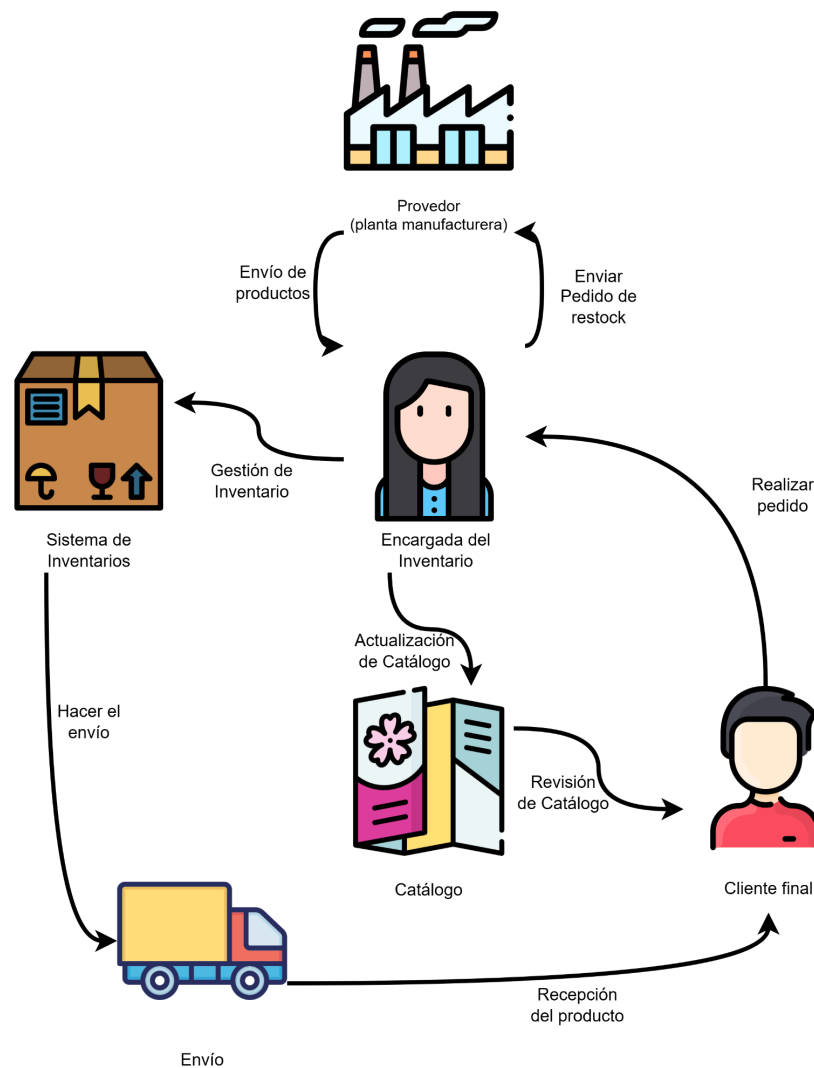 Provedor
(planta manufacturera)
Envío de
productos
Enviar
Pedido de
restock
Gestión de
Inventario
Realizar
pedido
Sistema de
Inventarios
Encargada del
Inventario
Actualización
de Catálogo
Hacer el
envío
Revisión
de Catálogo
Catálogo
Cliente final
Recepción
del producto
Envío